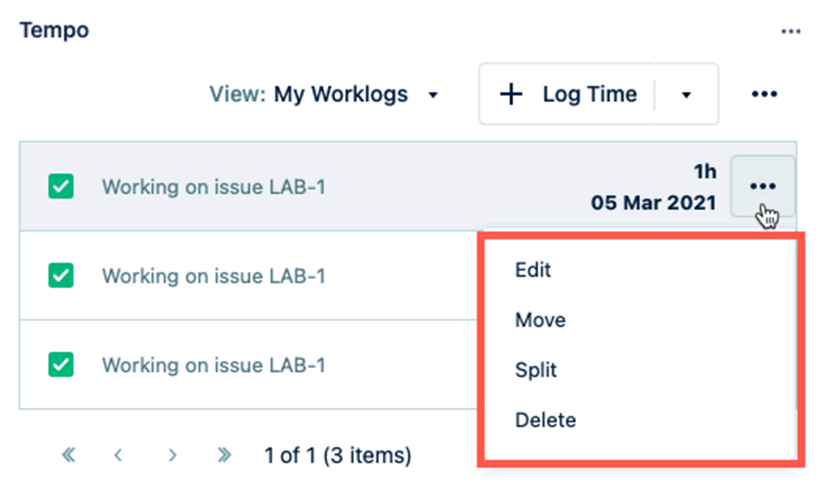 Tempo
View: My Worklogs
Log Time
Working on issue LAB-1
1h
05 Mar 2021
Working on issue LAB-1
Working on issue LAB-1
Edit
Move
Split
Delete
1 of 1 (3 items)